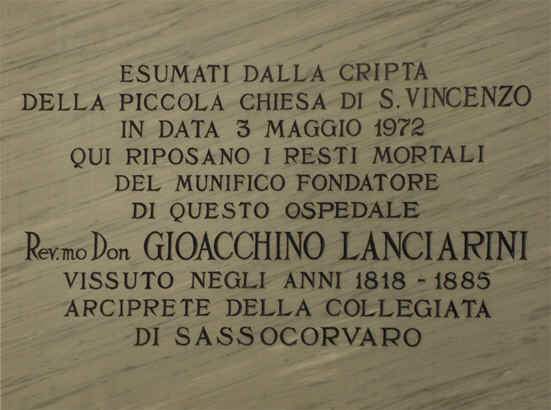 ESUMATI DALLA CRIPTA
DELLA PICCOLA CHIESA DI S. VINCENZO
IN DATA 3 MAGGIO 1972
QUI RIPOSANO I RESTI MORTALI
DEL MUNIFICO FONDATORE
DI QUESTO OSPEDALE
Rev.mo Don GIOACCHINO LANCIARINI
VISSUTO NEGLI ANNI 1818 - 1885
ARCIPRETE DELLA COLLEGIATA
DI SASSOCORVARO